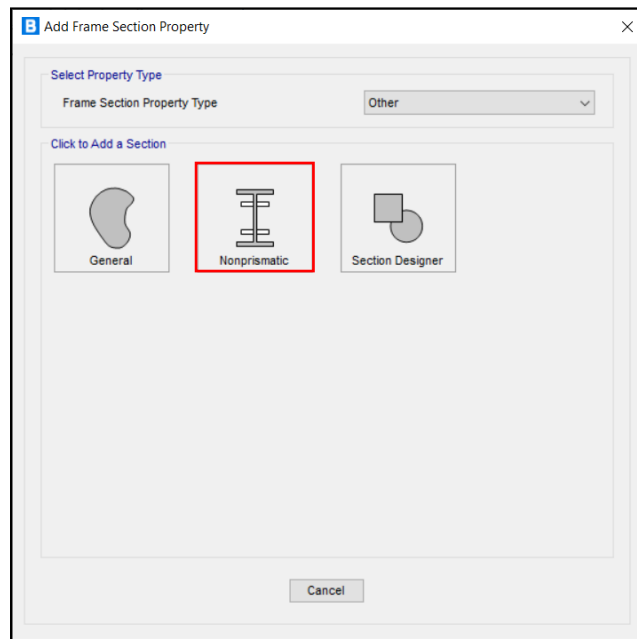 B Add Frame Section Property
Select Property Type
Frame Section Property Type
Other
Click to Add a Section
General
Nonprismatic
Section Designer
Cancel